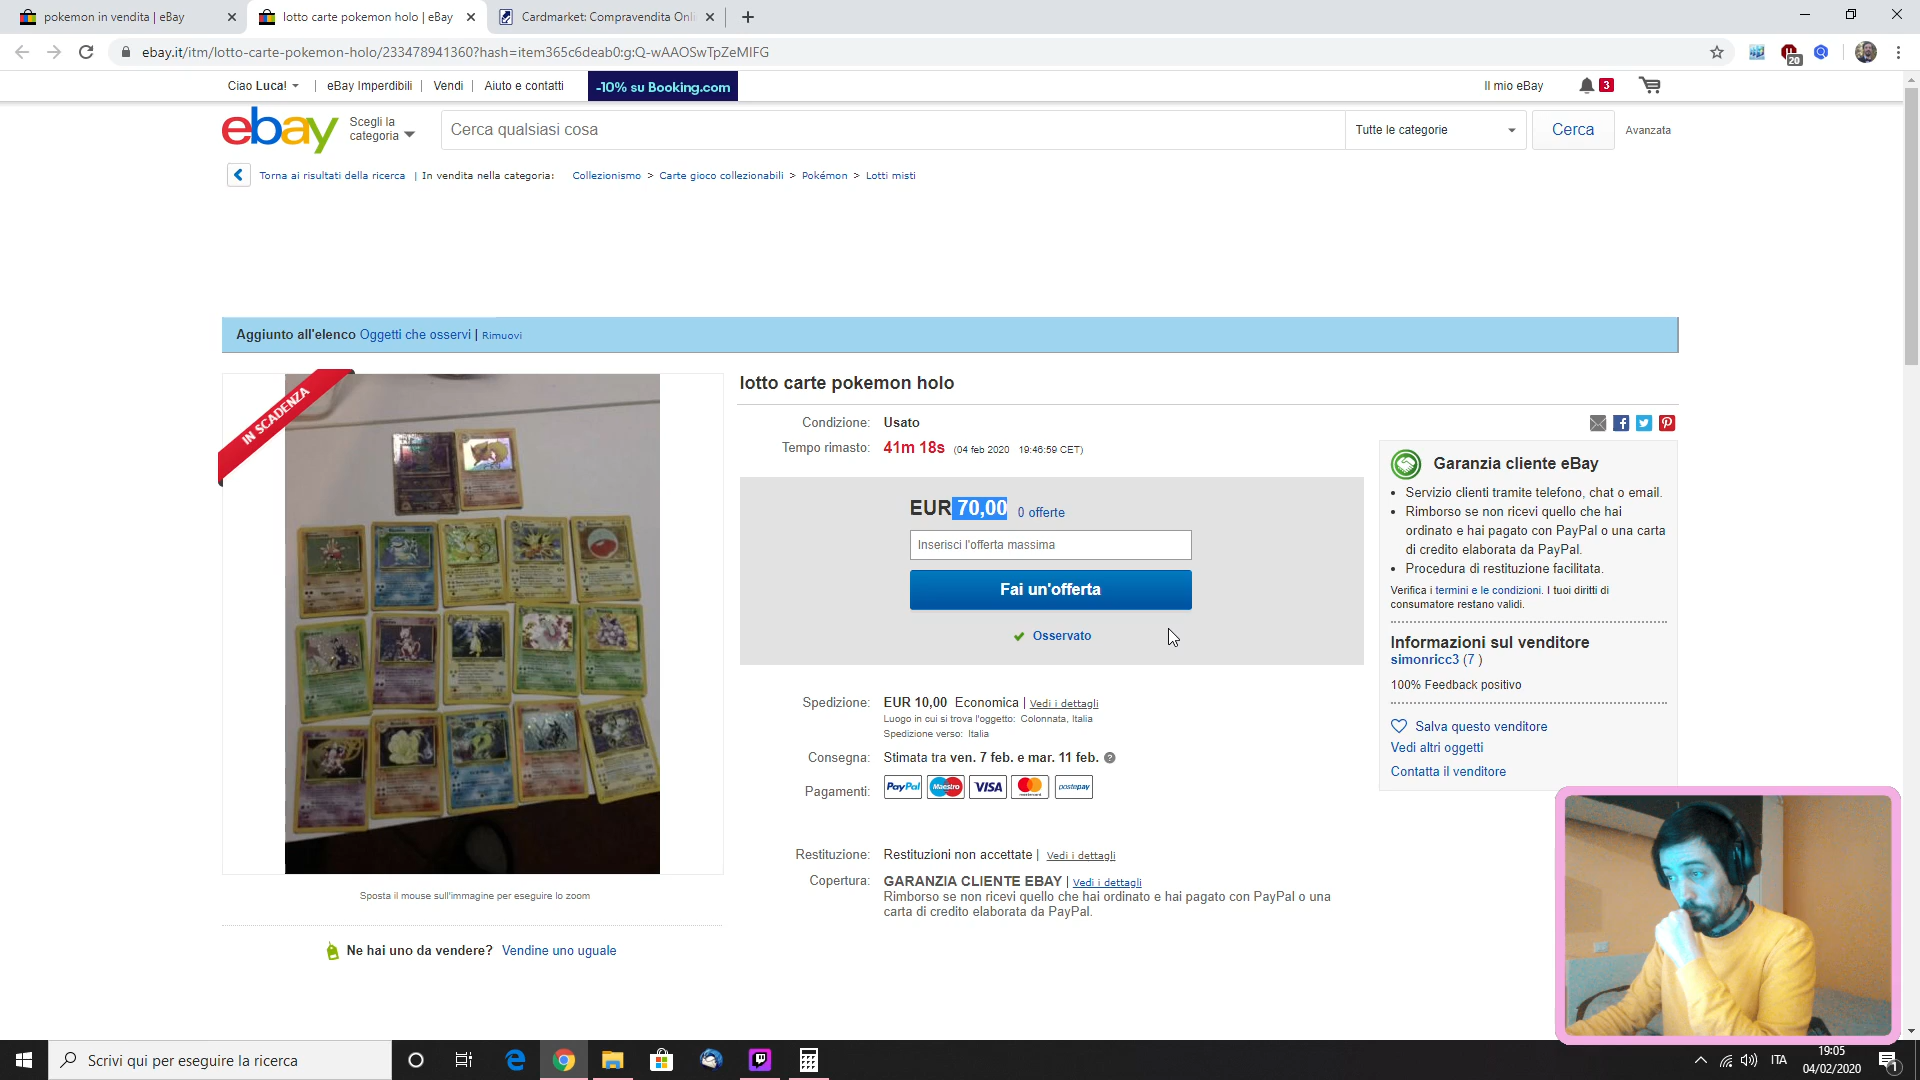 pokemon in vendita | eBay
lotto carte pokemon holo | eBay
Cardmarket: Compravendita Onli
ebay.it/itm/lotto-carte-pokemon-holo/233478941360?hash=item365c6deab0:g:Q-wAAOSwTpZeMIFG
20
Ciao Luca!
eBay Imperdibili
Vendi
Aiuto e contatti
-10% su Booking.com
Il mio eBay
3
ebay
Scegli la
categoria
Cerca qualsiasi cosa
Tutte le categorie
Cerca
Avanzata
Torna ai risultati della ricerca | In vendita nella categoria: Collezionismo > Carte gioco collezionabili > Pokémon > Lotti misti
Aggiunto all'elenco Oggetti che osservi | Rimuovi
IN SCADENZA
lotto carte pokemon holo
Condizione: Usato
Tempo rimasto: 41m 18s (04 feb 2020 19:46:59 CET)
EUR 70,00 0 offerte
Inserisci l'offerta massima
Fai un'offerta
Osservato
Spedizione: EUR 10,00 Economica | Vedi i dettagli
Luogo in cui si trova l'oggetto: Colonnata, Italia
Spedizione verso: Italia
Consegna: Stimata tra ven. 7 feb. e mar. 11 feb.
Pagamenti: PayPal Maestro VISA mastercard postepay
Restituzione: Restituzioni non accettate | Vedi i dettagli
Copertura: GARANZIA CLIENTE EBAY | Vedi i dettagli
Rimborso se non ricevi quello che hai ordinato e hai pagato con PayPal o una
carta di credito elaborata da PayPal.
Garanzia cliente eBay
• Servizio clienti tramite telefono, chat o email.
• Rimborso se non ricevi quello che hai
ordinato e hai pagato con PayPal o una carta
di credito elaborata da PayPal.
• Procedura di restituzione facilitata.
Verifica i termini e le condizioni. I tuoi diritti di
consumatore restano validi.
Informazioni sul venditore
simonricc3 (7 )
100% Feedback positivo
Salva questo venditore
Vedi altri oggetti
Contatta il venditore
Sposta il mouse sull'immagine per eseguire lo zoom
Ne hai uno da vendere? Vendine uno uguale
Scrivi qui per eseguire la ricerca
ITA
19:05
04/02/2020
1